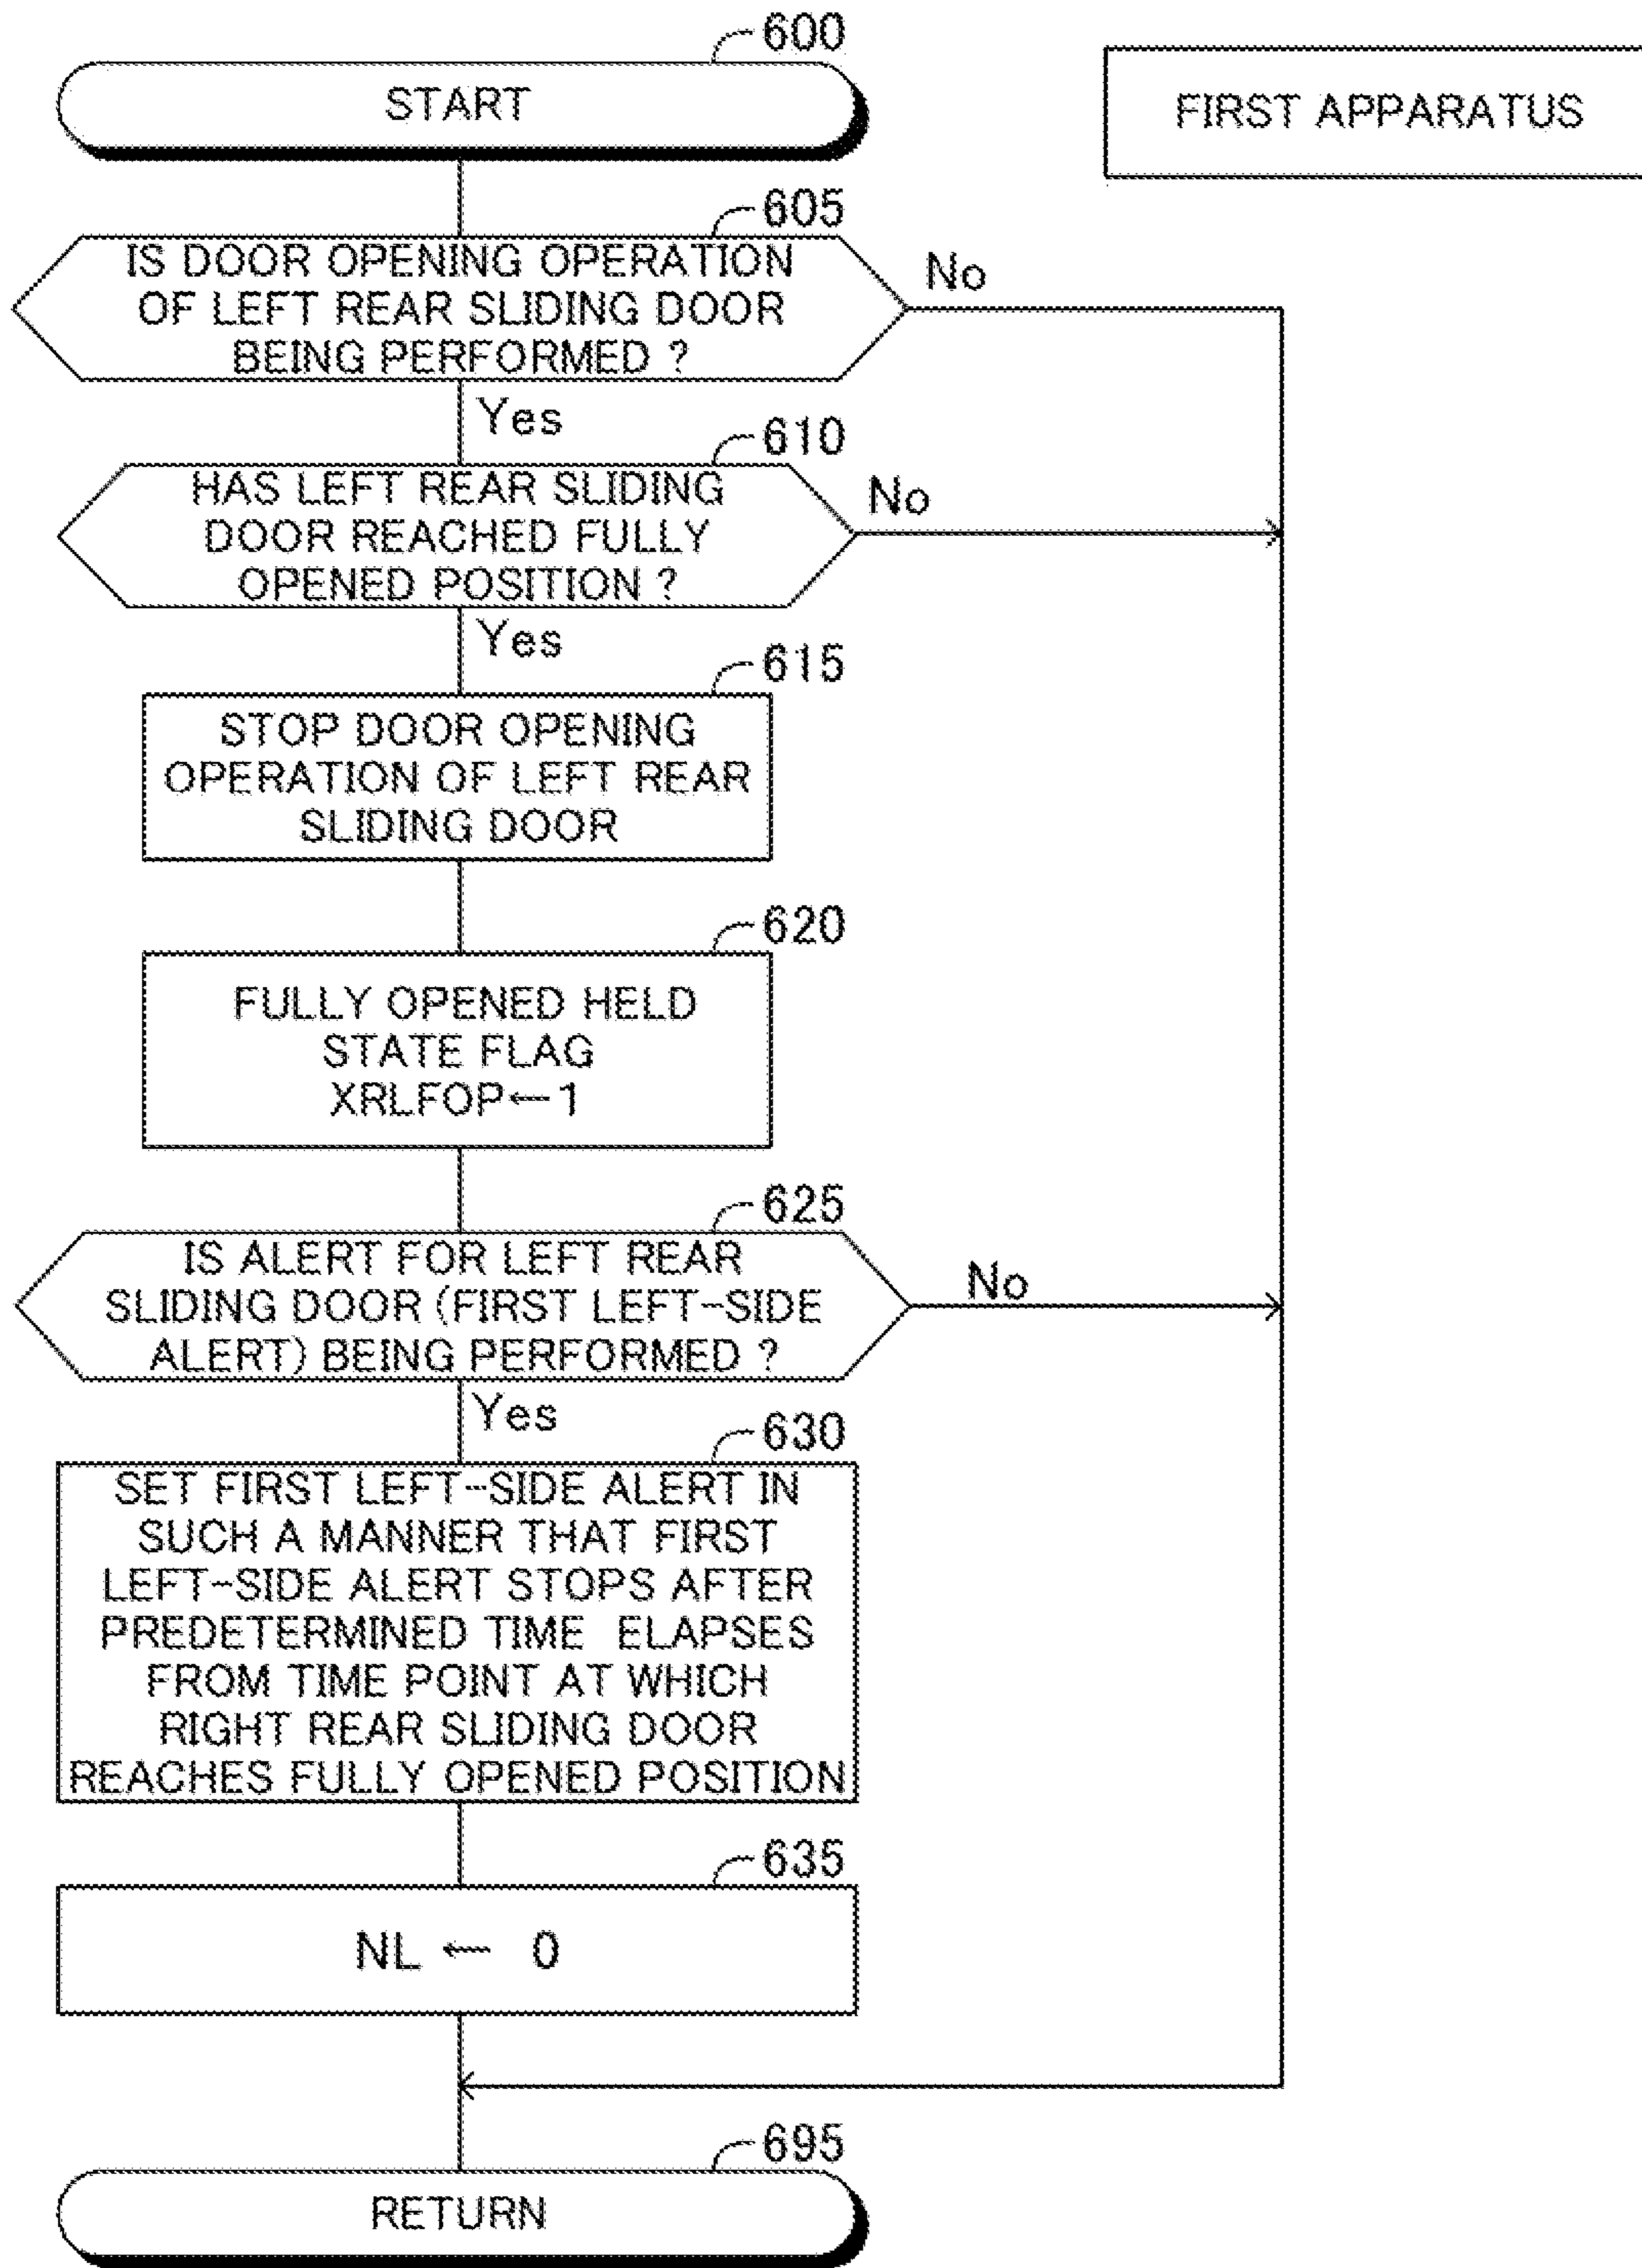 600
START
FIRST APPARATUS
605
IS DOOR OPENING OPERATION
OF LEFT REAR SLIDING DOOR
BEING PERFORMED ?
No
Yes
610
HAS LEFT REAR SLIDING
DOOR REACHED FULLY
OPENED POSITION ?
No
Yes
615
STOP DOOR OPENING
OPERATION OF LEFT REAR
SLIDING DOOR
620
FULLY OPENED HELD
STATE FLAG
XRLFOP←1
625
IS ALERT FOR LEFT REAR
SLIDING DOOR (FIRST LEFT-SIDE
ALERT) BEING PERFORMED ?
No
Yes
630
SET FIRST LEFT-SIDE ALERT IN
SUCH A MANNER THAT FIRST
LEFT-SIDE ALERT STOPS AFTER
PREDETERMINED TIME ELAPSES
FROM TIME POINT AT WHICH
RIGHT REAR SLIDING DOOR
REACHES FULLY OPENED POSITION
635
NL ← 0
695
RETURN